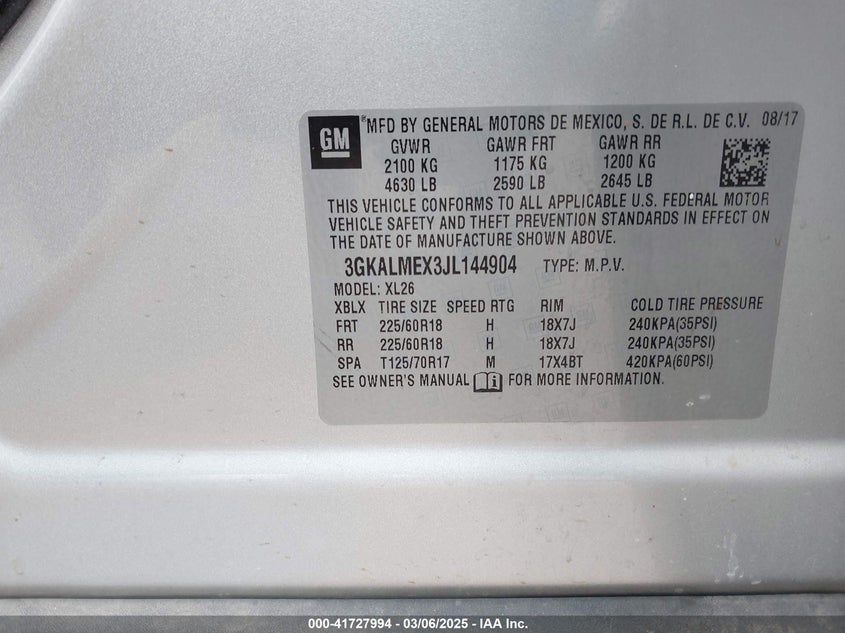 GM ®MFD BY GENERAL MOTORS DE MEXICO, S. DE R.L. DE C.V. 08/17
GVWR GAWR FRT GAWR RR
2100 KG 1175 KG 1200 KG
4630 LB 2590 LB 2645 LB
THIS VEHICLE CONFORMS TO ALL APPLICABLE U.S. FEDERAL MOTOR
VEHICLE SAFETY AND THEFT PREVENTION STANDARDS IN EFFECT ON
THE DATE OF MANUFACTURE SHOWN ABOVE.
3GKALMEX3JL144904 TYPE: M.P.V.
MODEL: XL26
XBLX TIRE SIZE SPEED RTG RIM COLD TIRE PRESSURE
FRT 225/60R18 H 18X7J 240KPA(35PSI)
RR 225/60R18 H 18X7J 240KPA(35PSI)
SPA T125/70R17 M 17X4BT 420KPA(60PSI)
SEE OWNER'S MANUAL FOR MORE INFORMATION.
000-41727994 - 03/06/2025 - IAA Inc.